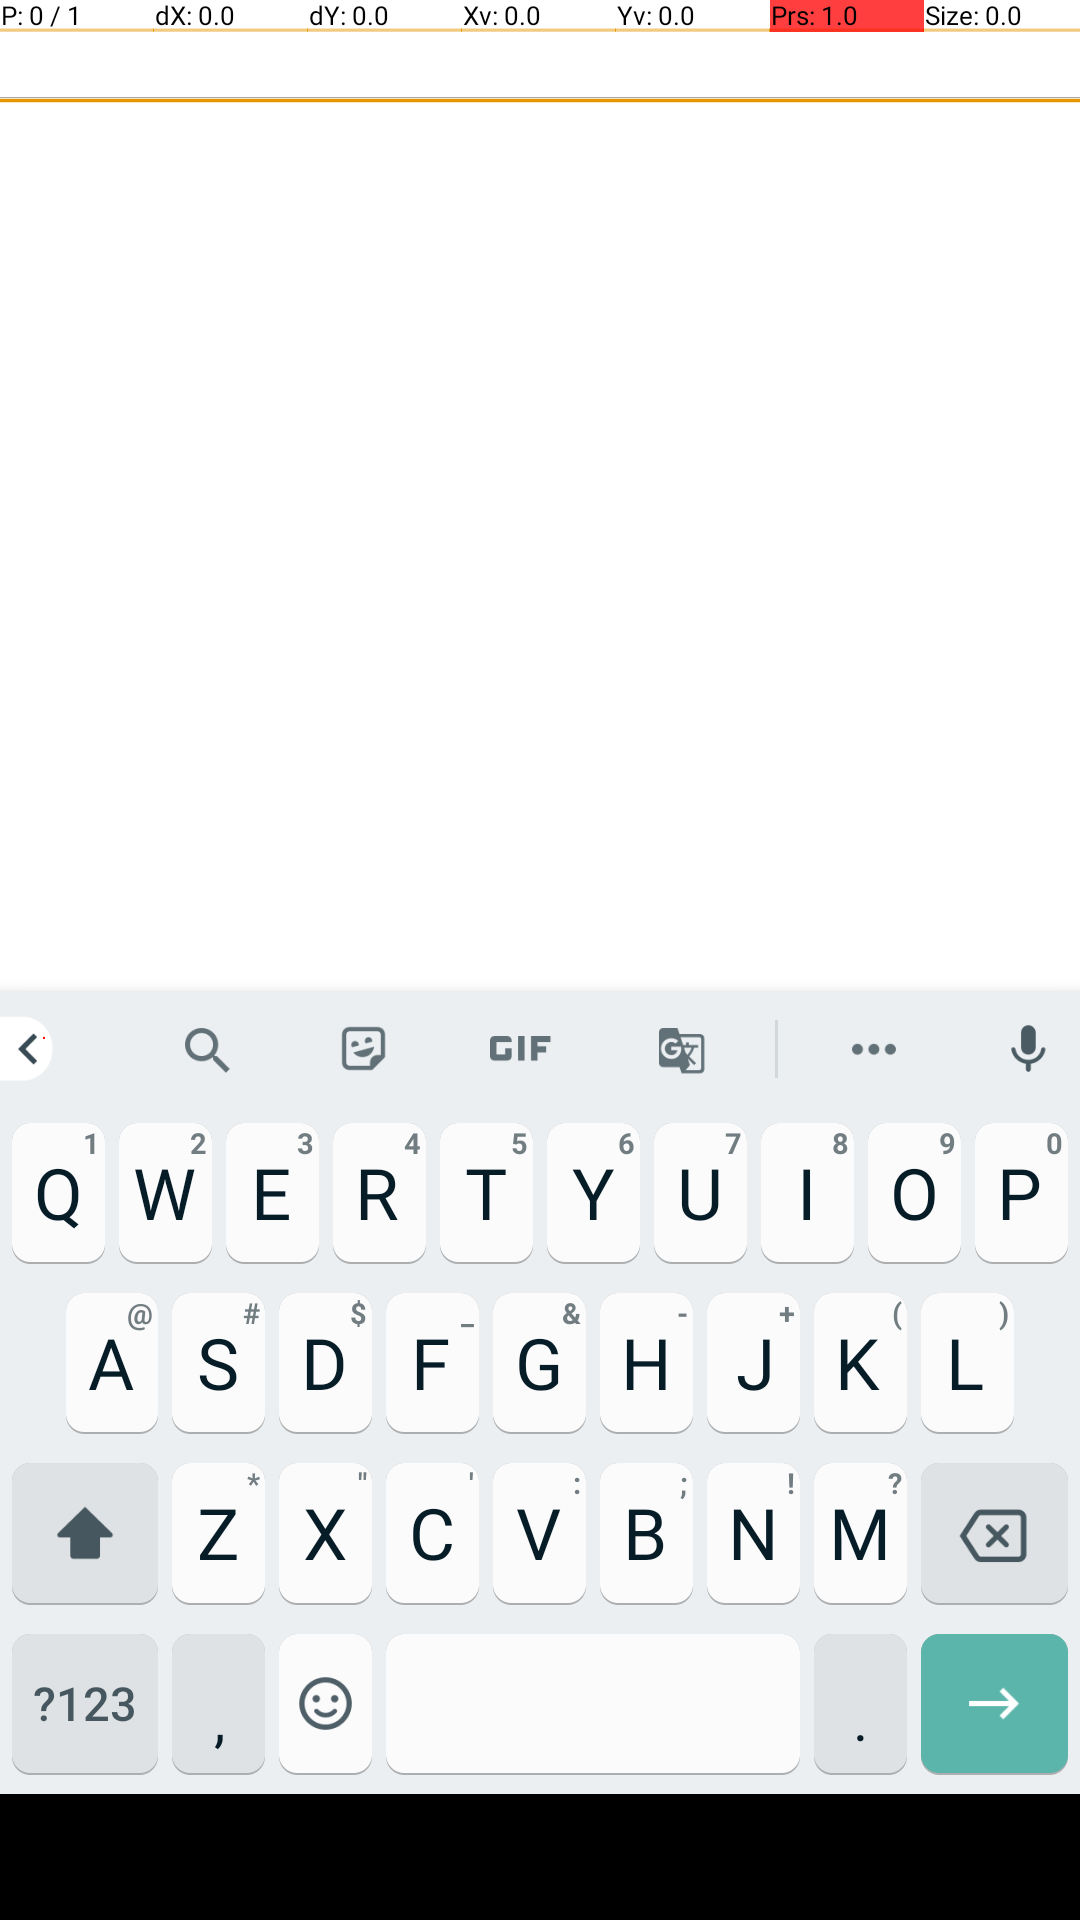 P: 0 / 1 dX: 0.0 dY: 0.0 Xv: 0.0 Yv: 0.0 Prs: 1.0 Size: 0.0
GIF G 文
1 2 3 4 5 6 7 8 9 0
Q W E R T Y U I O P
@ # $ _ & - + ( )
A S D F G H J K L
* " ' : ; ! ?
Z X C V B N M
?123 , .